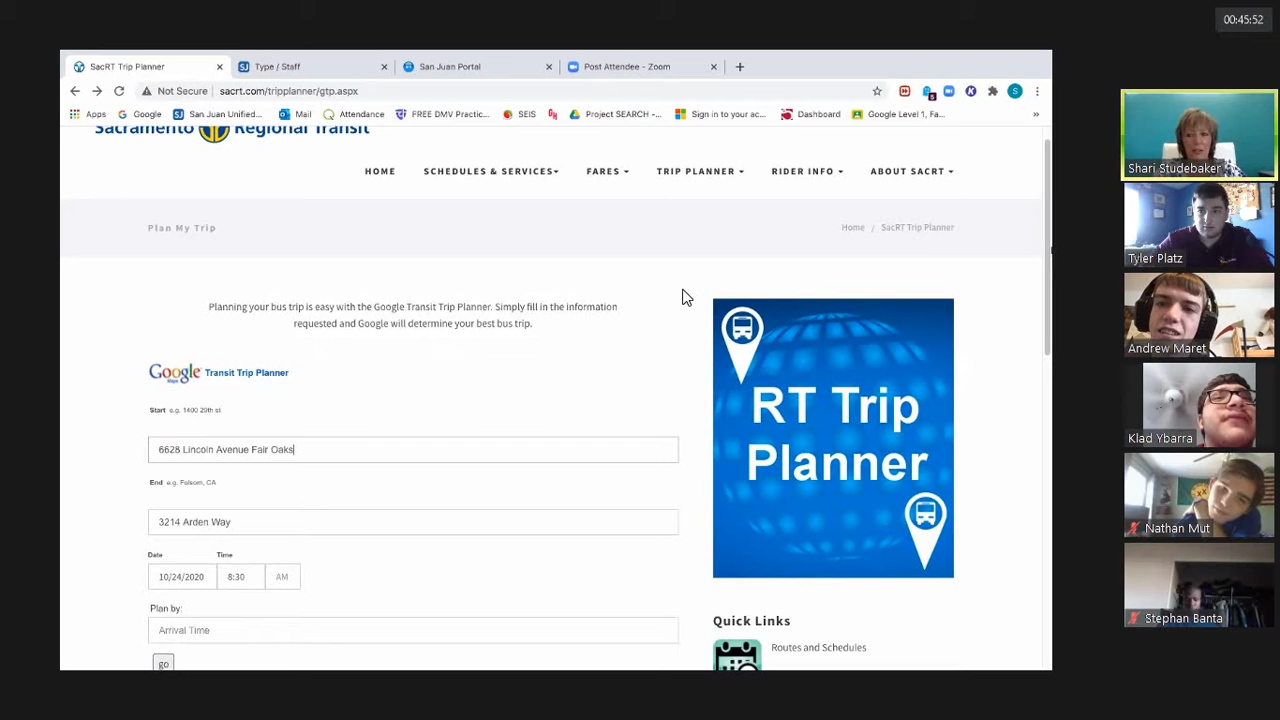 00:45:52
SacRT Trip Planner
Type / Staff
San Juan Portal
Post Attendee - Zoom
Not Secure
sacrt.com/tripplanner/gtp.aspx
S
Apps
Google
San Juan Unified...
Mail
Attendance
FREE DMV Practic...
SEIS
Project SEARCH -...
Sign in to your ac...
Dashboard
Google Level 1, Fa...
Sacramento Regional Transit
HOME
SCHEDULES & SERVICES
FARES
TRIP PLANNER
RIDER INFO
ABOUT SACRT
Plan My Trip
Home / SacRT Trip Planner
Planning your bus trip is easy with the Google Transit Trip Planner. Simply fill in the information
requested and Google will determine your best bus trip.
Google Maps Transit Trip Planner
Start e.g. 1400 29th st
6628 Lincoln Avenue Fair Oaks
End e.g. Folsom, CA
3214 Arden Way
Date Time
10/24/2020 8:30 AM
Plan by:
Arrival Time
go
RT Trip
Planner
Quick Links
Routes and Schedules
Shari Studebaker
Tyler Platz
Andrew Maret
Klad Ybarra
Nathan Mut
Stephan Banta